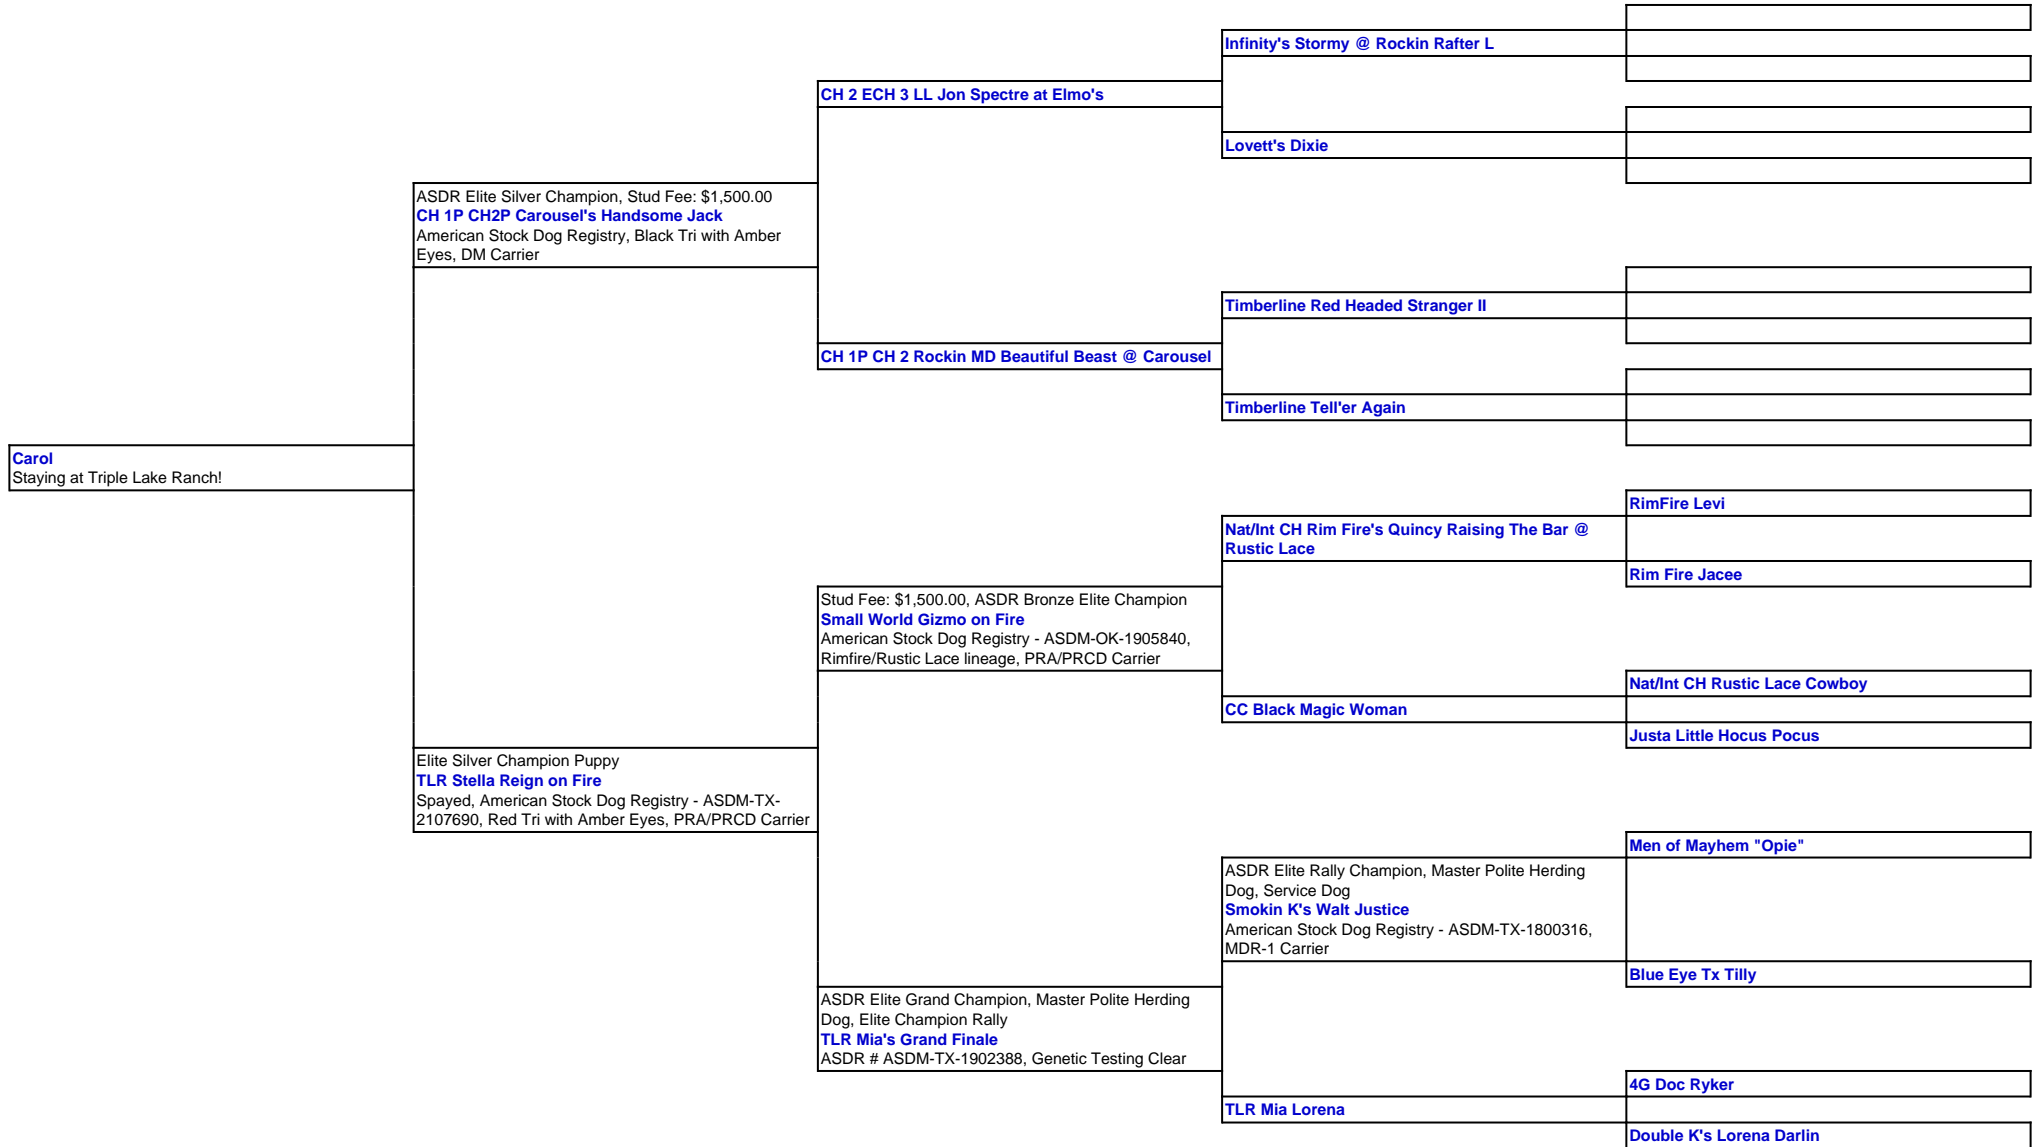 Infinity's Stormy @ Rockin Rafter L
CH 2 ECH 3 LL Jon Spectre at Elmo's
Lovett's Dixie
ASDR Elite Silver Champion, Stud Fee: $1,500.00
CH 1P CH2P Carousel's Handsome Jack
American Stock Dog Registry, Black Tri with Amber
Eyes, DM Carrier
Timberline Red Headed Stranger II
CH 1P CH 2 Rockin MD Beautiful Beast @ Carousel
Timberline Tell'er Again
Carol
Staying at Triple Lake Ranch!
RimFire Levi
Nat/Int CH Rim Fire's Quincy Raising The Bar @
Rustic Lace
Rim Fire Jacee
Stud Fee: $1,500.00, ASDR Bronze Elite Champion
Small World Gizmo on Fire
American Stock Dog Registry - ASDM-OK-1905840,
Rimfire/Rustic Lace lineage, PRA/PRCD Carrier
Nat/Int CH Rustic Lace Cowboy
CC Black Magic Woman
Justa Little Hocus Pocus
Elite Silver Champion Puppy
TLR Stella Reign on Fire
Spayed, American Stock Dog Registry - ASDM-TX-
2107690, Red Tri with Amber Eyes, PRA/PRCD Carrier
Men of Mayhem "Opie"
ASDR Elite Rally Champion, Master Polite Herding
Dog, Service Dog
Smokin K's Walt Justice
American Stock Dog Registry - ASDM-TX-1800316,
MDR-1 Carrier
Blue Eye Tx Tilly
ASDR Elite Grand Champion, Master Polite Herding
Dog, Elite Champion Rally
TLR Mia's Grand Finale
ASDR # ASDM-TX-1902388, Genetic Testing Clear
4G Doc Ryker
TLR Mia Lorena
Double K's Lorena Darlin